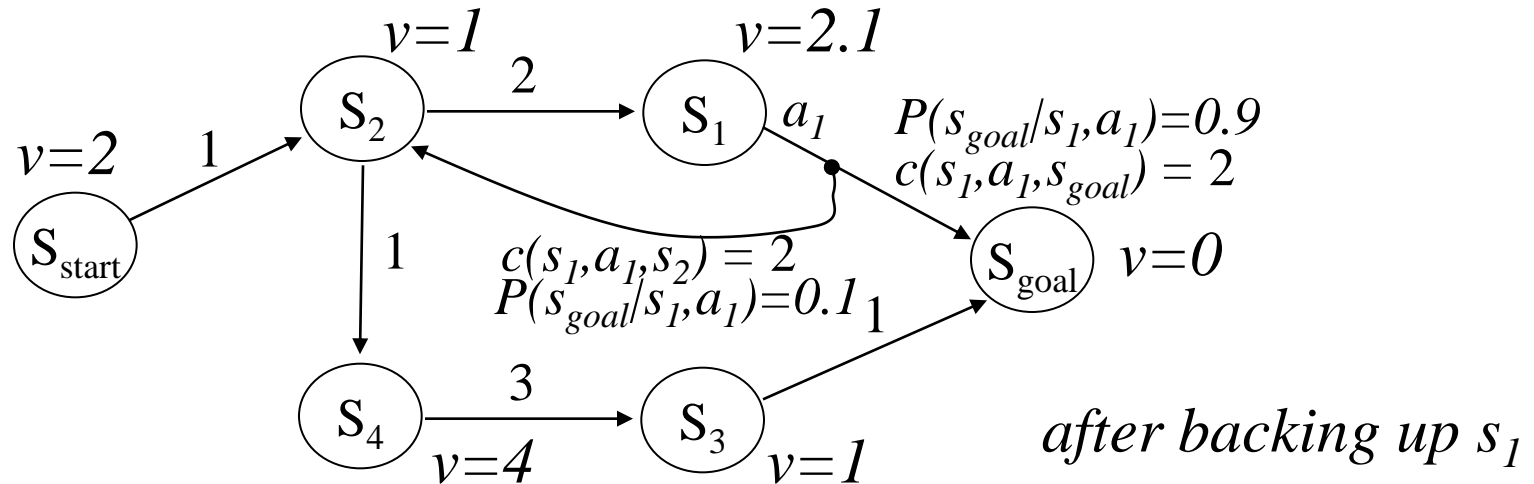 v=1
v=2.1
2
S2
S1
a1
P(sgoal/s1,a1)=0.9
c(s1,a1,sgoal) = 2
v=2
1
Sstart
1
c(s1,a1,s2) = 2
P(sgoal/s1,a1)=0.1
1
Sgoal
v=0
3
S4
S3
v=4
v=1
after backing up s1